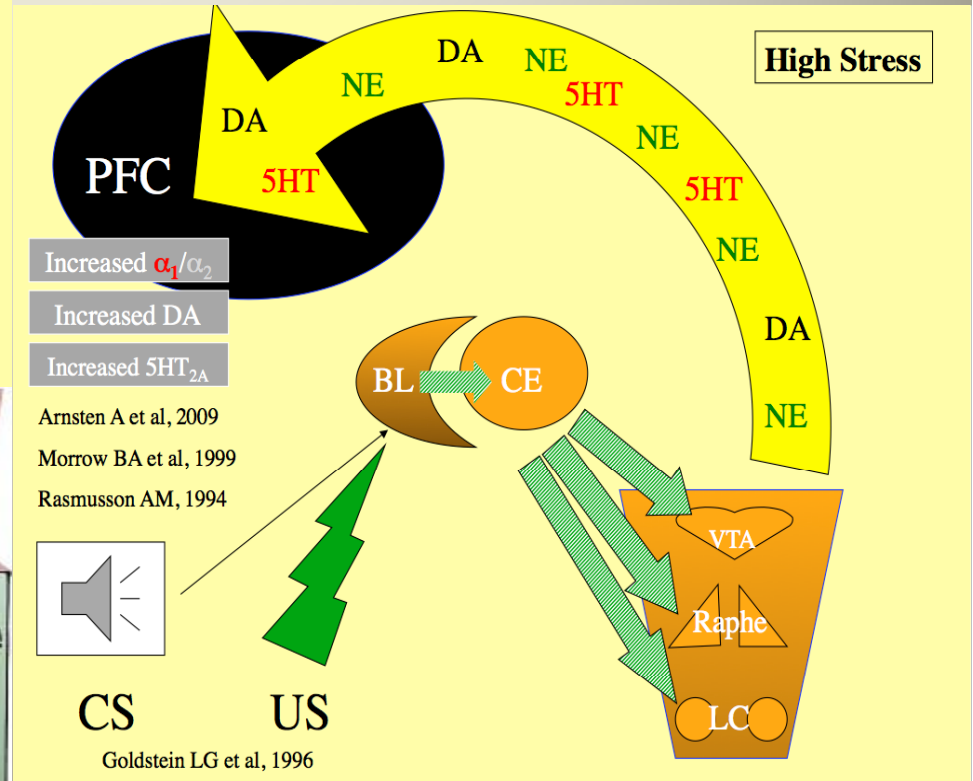 High Stress
DA
NE
5HT
NE
DA
NE
5HT
5HT
NE
DA
NE
PFC
Increased α₁/α₂
Increased DA
Increased 5HT₂A
Arnsten A et al, 2009
Morrow BA et al, 1999
Rasmusson AM, 1994
BL
CE
VTA
Raphe
LC
CS
US
Goldstein LG et al, 1996